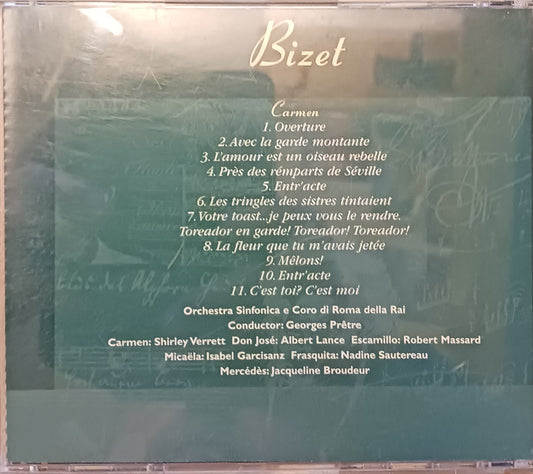 Bizet
Carmen
1. Overture
2. Avec la garde montante
3. L'amour est un oiseau rebelle
4. Près des rémparts de Séville
5. Entr'acte
6. Les tringles des sistres tintaient
7. Votre toast...je peux vous le rendre.
Toreador en garde! Toreador! Toreador!
8. La fleur que tu m'avais jetée
9. Mêlons!
10. Entr'acte
11. C'est toi? C'est moi
Orchestra Sinfonica e Coro di Roma della Rai
Conductor: Georges Prêtre
Carmen: Shirley Verrett Don José: Albert Lance Escamillo: Robert Massard
Micaëla: Isabel Garcisanz Frasquita: Nadine Sautereau
Mercédès: Jacqueline Broudeur